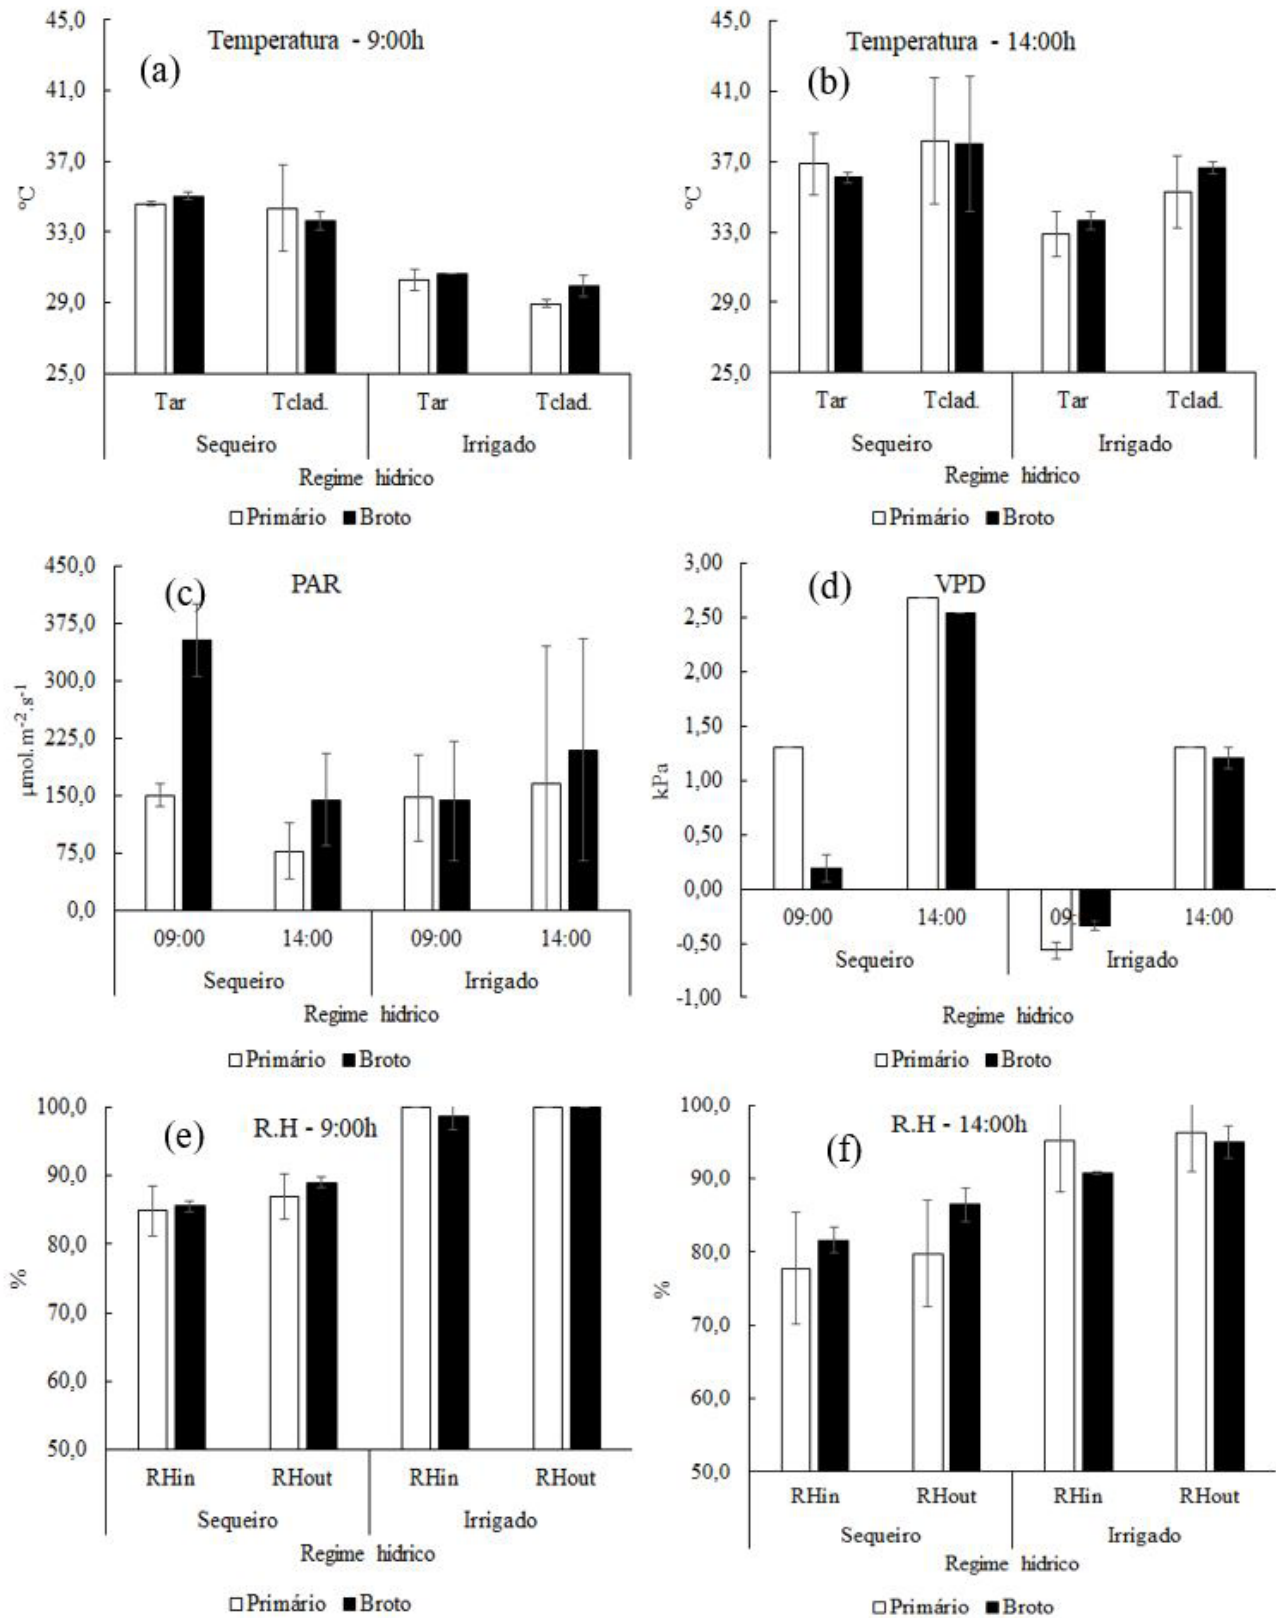 Temperatura - 9:00h
(a)
45,0
41,0
37,0
33,0
29,0
25,0
°C
Tar Tclad. Tar Tclad.
Sequeiro Irrigado
Regime hídrico
Primário Broto
Temperatura - 14:00h
(b)
45,0
41,0
37,0
33,0
29,0
25,0
°C
Tar Tclad. Tar Tclad.
Sequeiro Irrigado
Regime hídrico
Primário Broto
(c) PAR
450,0
375,0
300,0
225,0
150,0
75,0
0,0
µmol.m⁻².s⁻¹
09:00 14:00 09:00 14:00
Sequeiro Irrigado
Regime hídrico
Primário Broto
(d) VPD
3,00
2,50
2,00
1,50
1,00
0,50
0,00
-0,50
-1,00
kPa
09:00 14:00 09: 14:00
Sequeiro Irrigado
Regime hídrico
Primário Broto
(e) R.H - 9:00h
100,0
90,0
80,0
70,0
60,0
50,0
%
RHin RHout RHin RHout
Sequeiro Irrigado
Regime hídrico
Primário Broto
(f) R.H - 14:00h
100,0
90,0
80,0
70,0
60,0
50,0
%
RHin RHout RHin RHout
Sequeiro Irrigado
Regime hídrico
Primário Broto